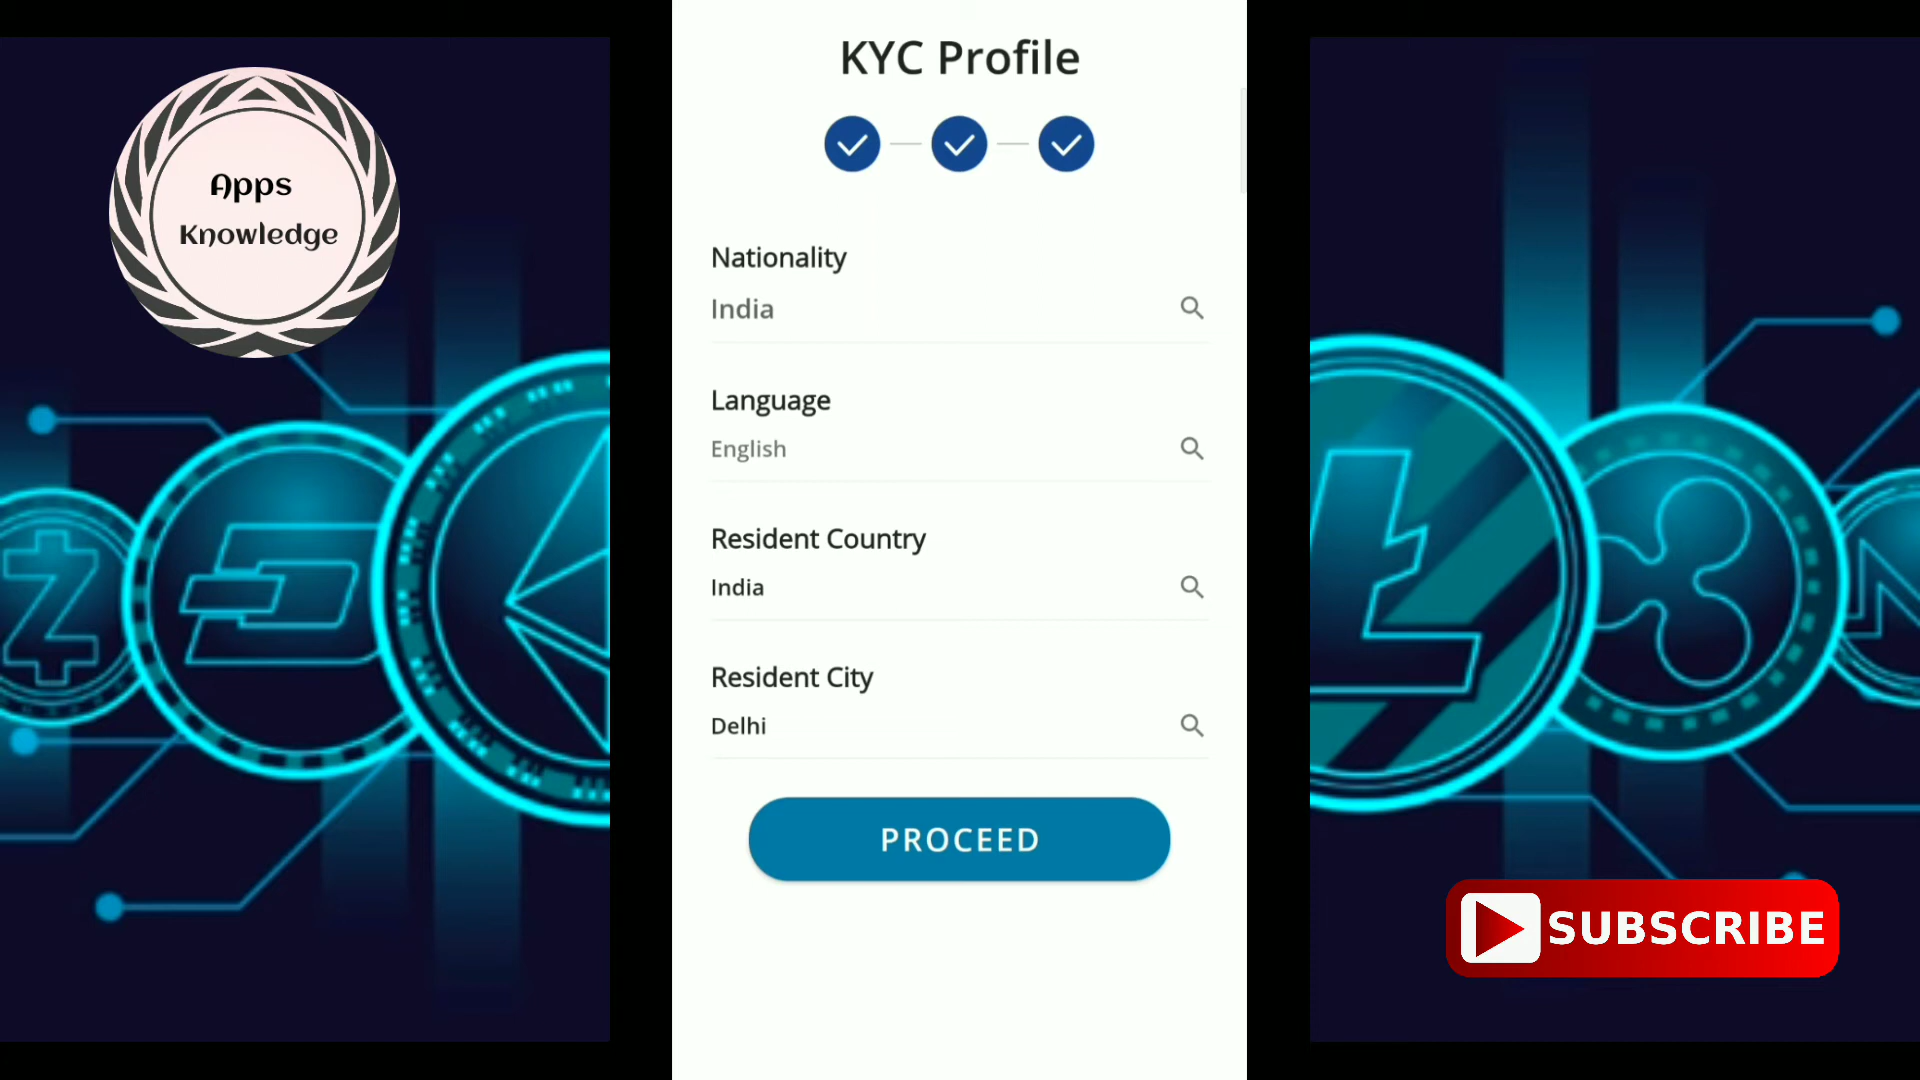 Apps
Knowledge
KYC Profile
Nationality
India
Language
English
Resident Country
India
Resident City
Delhi
PROCEED
SUBSCRIBE